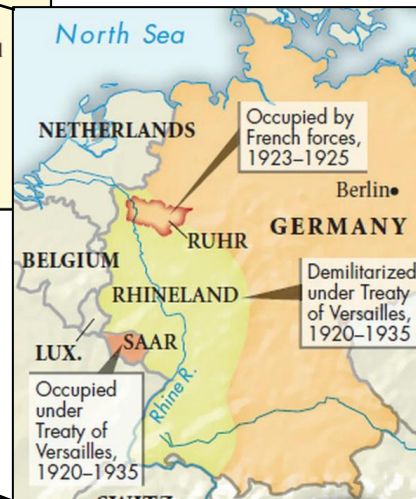 North Sea
NETHERLANDS
Occupied by
French forces,
1923–1925
Berlin
GERMANY
RUHR
BELGIUM
Demilitarized
under Treaty
of Versailles,
1920–1935
RHINELAND
SAAR
LUX.
Rhine R.
Occupied
under
Treaty of
Versailles,
1920–1935